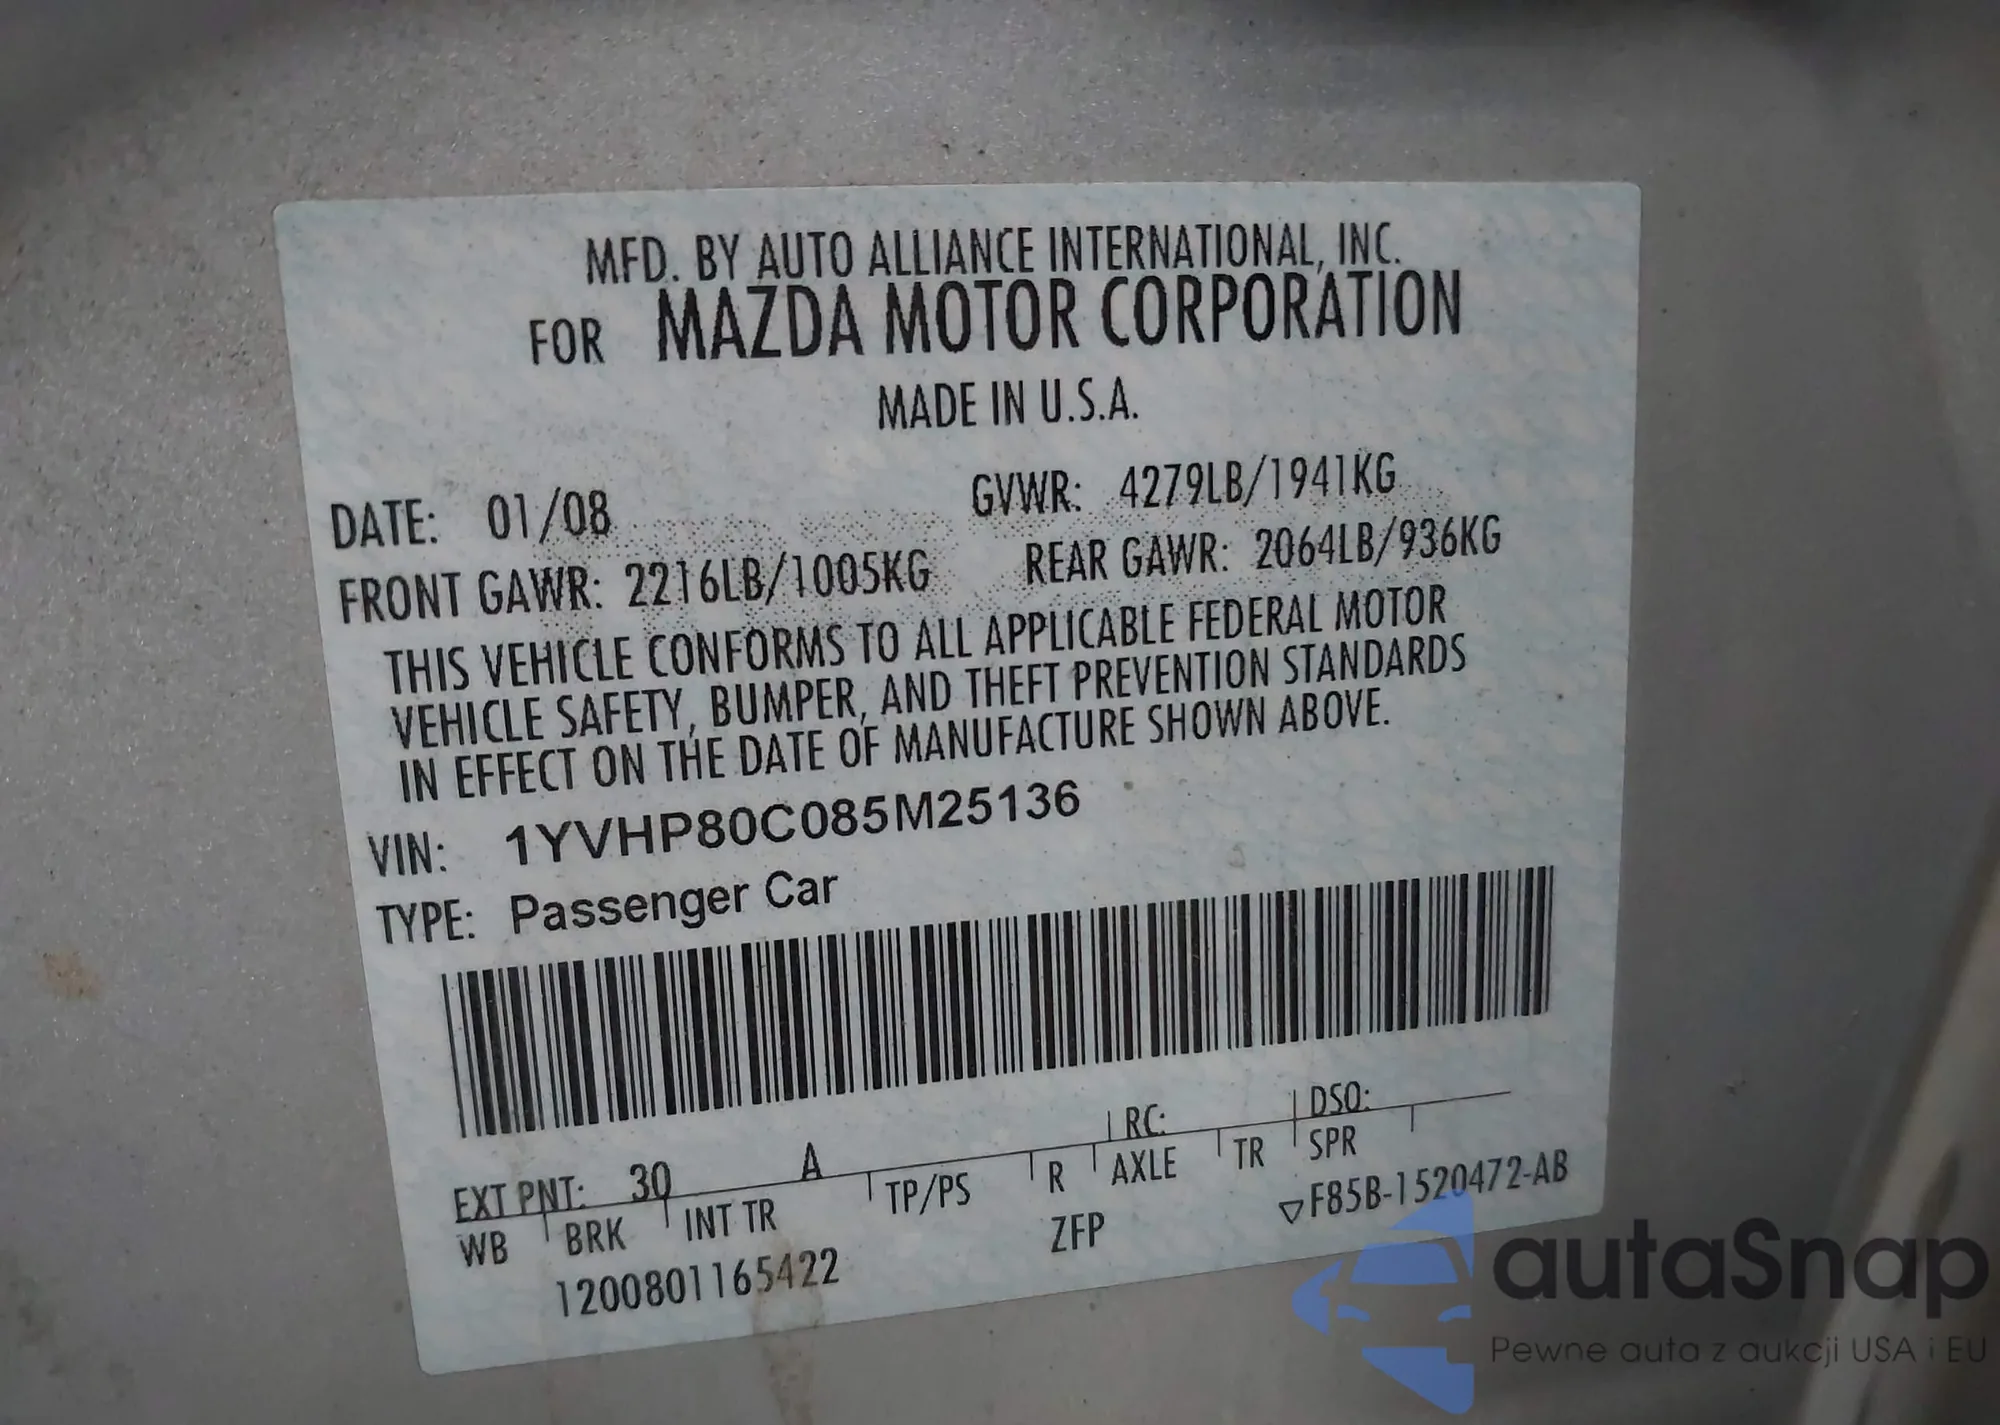 MFD. BY AUTO ALLIANCE INTERNATIONAL, INC.
FOR MAZDA MOTOR CORPORATION
MADE IN U.S.A.
DATE: 01/08 GVWR: 4279LB/1941KG
FRONT GAWR: 2216LB/1005KG REAR GAWR: 2064LB/936KG
THIS VEHICLE CONFORMS TO ALL APPLICABLE FEDERAL MOTOR
VEHICLE SAFETY, BUMPER, AND THEFT PREVENTION STANDARDS
IN EFFECT ON THE DATE OF MANUFACTURE SHOWN ABOVE.
VIN: 1YVHP80C085M25136
TYPE: Passenger Car
EXT PNT: 30 A RC: DSO:
WB BRK INT TR TP/PS R AXLE TR SPR
1200801165422 ZFP ▽F85B-1520472-AB
autaSnap
Pewne auta z aukcji USA i EU